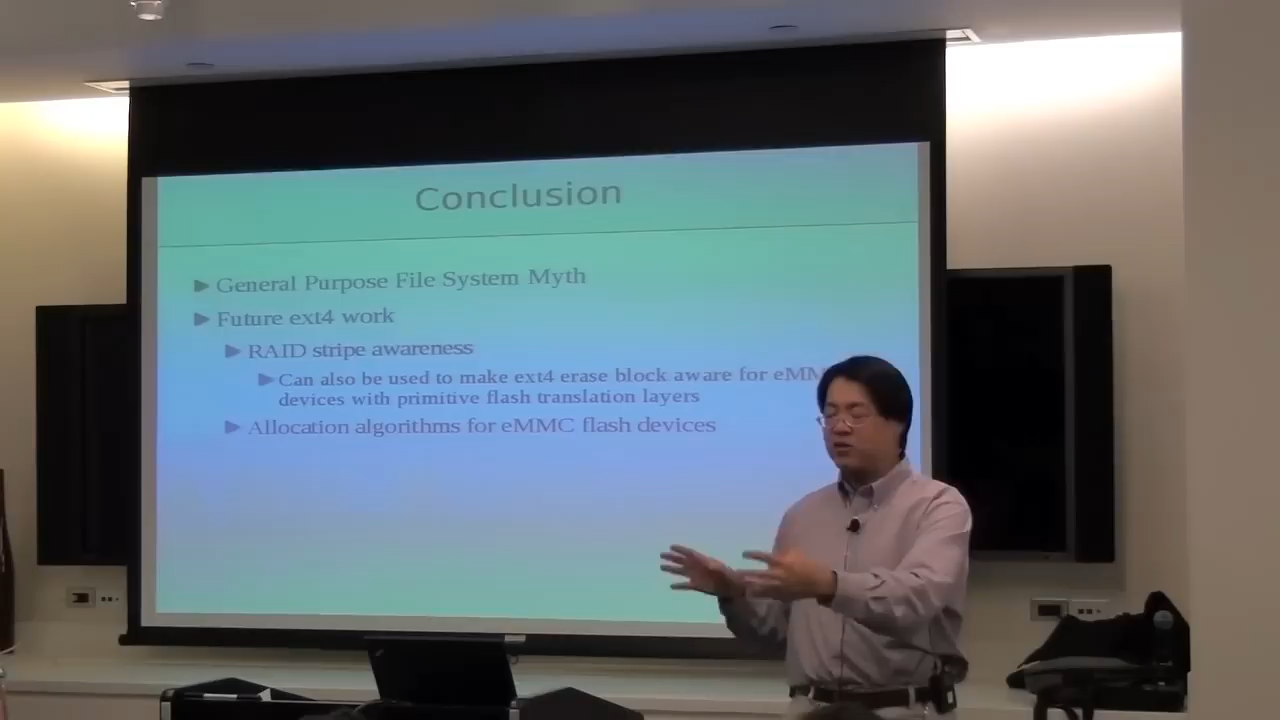 Conclusion
General Purpose File System Myth
Future ext4 work
RAID stripe awareness
Can also be used to make ext4 erase block aware for eMM
devices with primitive flash translation layers
Allocation algorithms for eMMC flash devices